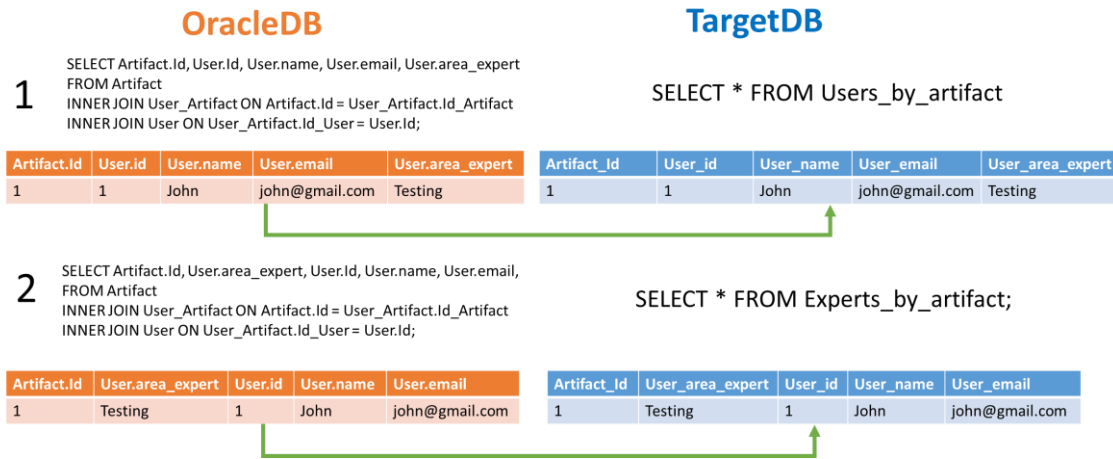 OracleDB
TargetDB
1
SELECT Artifact.Id, User.Id, User.name, User.email, User.area_expert
FROM Artifact
INNER JOIN User_Artifact ON Artifact.Id = User_Artifact.Id_Artifact
INNER JOIN User ON User_Artifact.Id_User = User.Id;
SELECT * FROM Users_by_artifact
Artifact.Id User.id User.name User.email User.area_expert
1 1 John john@gmail.com Testing
Artifact_Id User_id User_name User_email User_area_expert
1 1 John john@gmail.com Testing
2
SELECT Artifact.Id, User.area_expert, User.Id, User.name, User.email,
FROM Artifact
INNER JOIN User_Artifact ON Artifact.Id = User_Artifact.Id_Artifact
INNER JOIN User ON User_Artifact.Id_User = User.Id;
SELECT * FROM Experts_by_artifact;
Artifact.Id User.area_expert User.id User.name User.email
1 Testing 1 John john@gmail.com
Artifact_Id User_area_expert User_id User_name User_email
1 Testing 1 John john@gmail.com